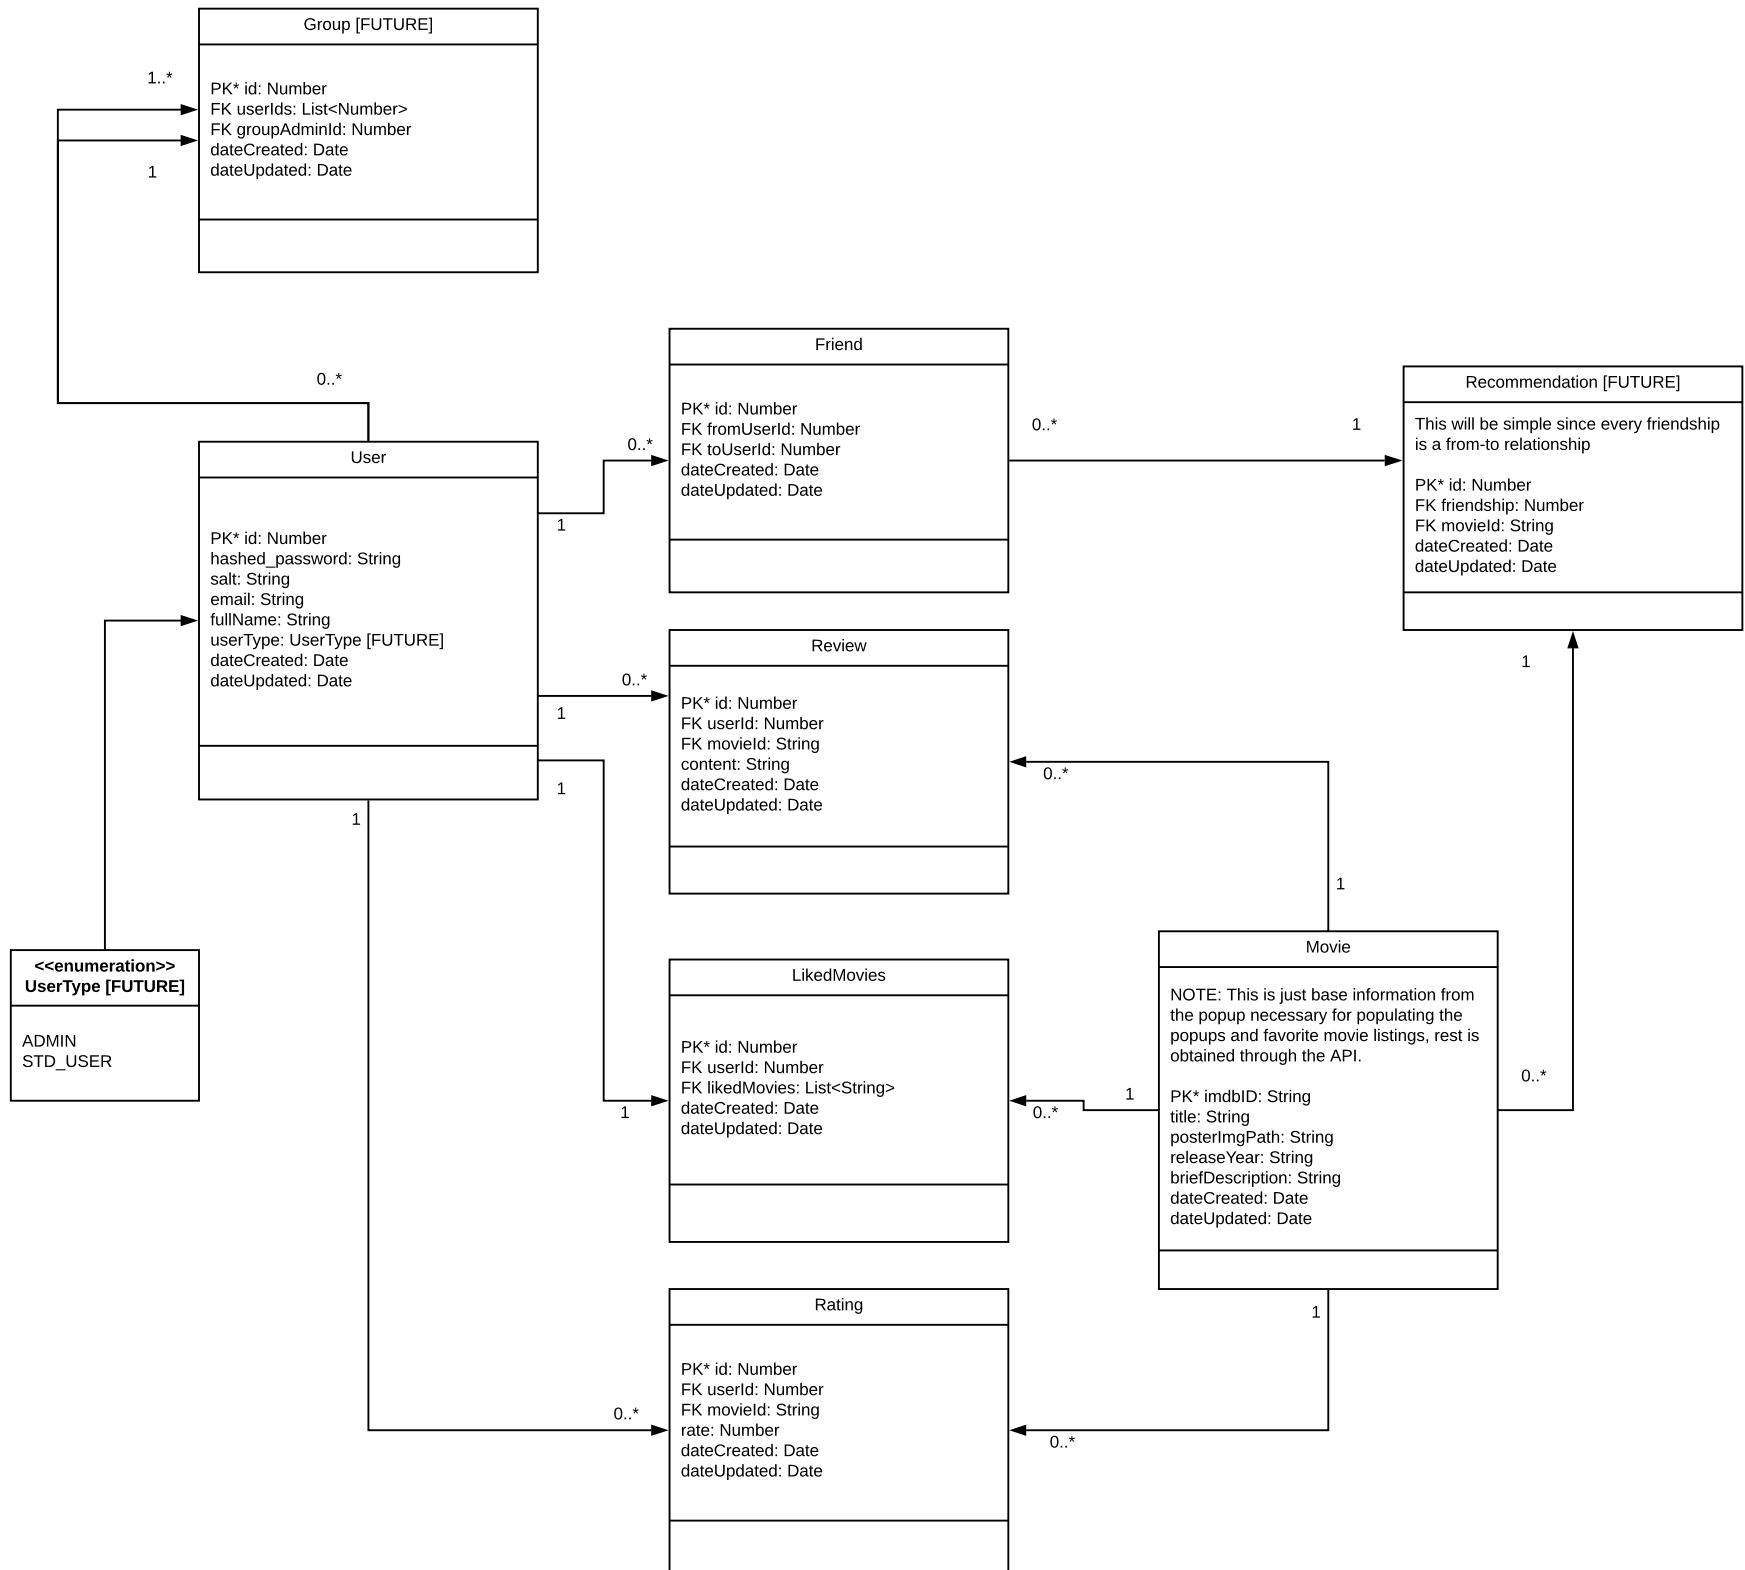 Group [FUTURE]
1..*
PK* id: Number
FK userIds: List<Number>
FK groupAdminId: Number
dateCreated: Date
dateUpdated: Date
1
0..*
User
PK* id: Number
hashed_password: String
salt: String
email: String
fullName: String
userType: UserType [FUTURE]
dateCreated: Date
dateUpdated: Date
1
0..*
1
0..*
1
1
1
0..*
<<enumeration>>
UserType [FUTURE]
ADMIN
STD_USER
Friend
PK* id: Number
FK fromUserId: Number
FK toUserId: Number
dateCreated: Date
dateUpdated: Date
0..*
1
Recommendation [FUTURE]
This will be simple since every friendship
is a from-to relationship
PK* id: Number
FK friendship: Number
FK movieId: String
dateCreated: Date
dateUpdated: Date
1
0..*
Review
PK* id: Number
FK userId: Number
FK movieId: String
content: String
dateCreated: Date
dateUpdated: Date
0..*
1
LikedMovies
PK* id: Number
FK userId: Number
FK likedMovies: List<String>
dateCreated: Date
dateUpdated: Date
0..*
1
Movie
NOTE: This is just base information from
the popup necessary for populating the
popups and favorite movie listings, rest is
obtained through the API.
PK* imdbID: String
title: String
posterImgPath: String
releaseYear: String
briefDescription: String
dateCreated: Date
dateUpdated: Date
1
0..*
Rating
PK* id: Number
FK userId: Number
FK movieId: String
rate: Number
dateCreated: Date
dateUpdated: Date